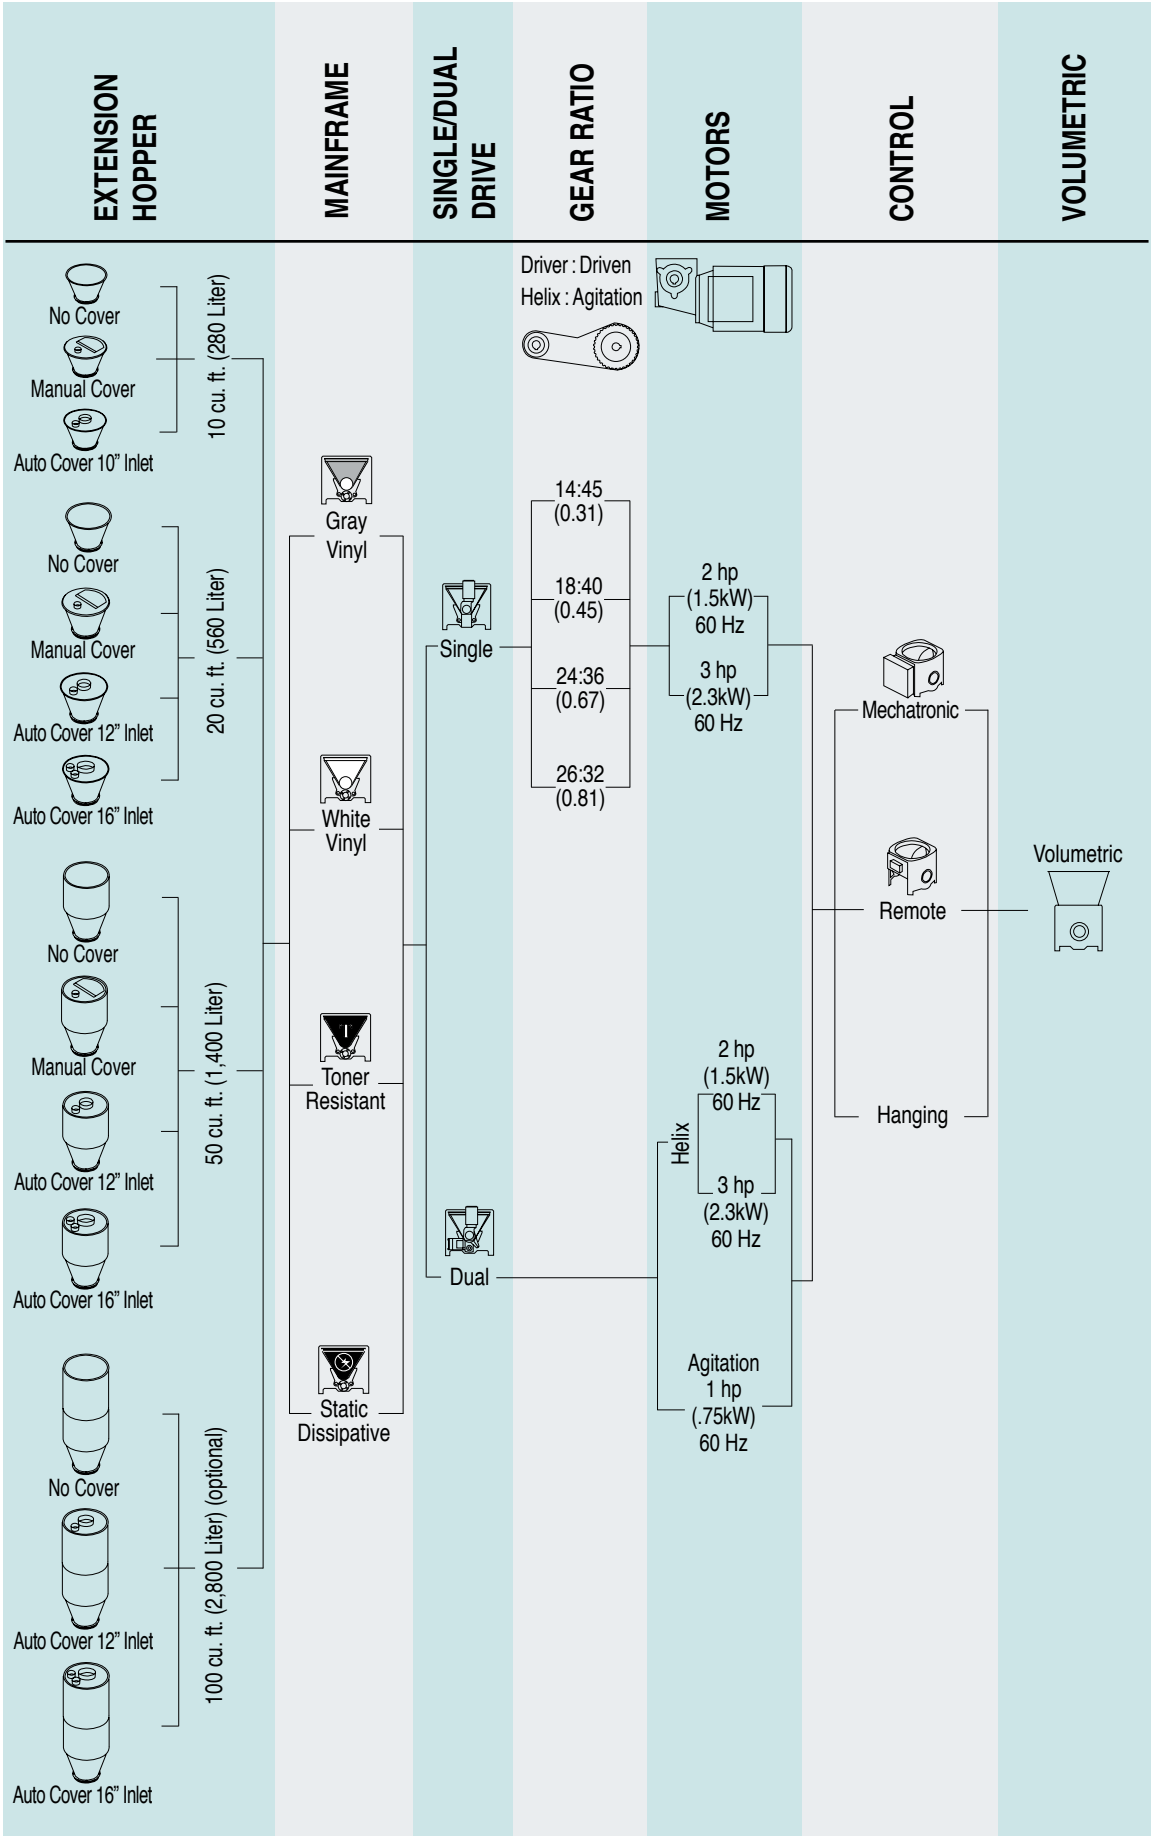 EXTENSION
HOPPER
MAINFRAME
SINGLE/DUAL
DRIVE
GEAR RATIO
MOTORS
CONTROL
VOLUMETRIC
No Cover
Manual Cover
Auto Cover 10” Inlet
10 cu. ft. (280 Liter)
No Cover
Manual Cover
Auto Cover 12” Inlet
Auto Cover 16” Inlet
20 cu. ft. (560 Liter)
No Cover
Manual Cover
Auto Cover 12” Inlet
Auto Cover 16” Inlet
50 cu. ft. (1,400 Liter)
No Cover
Auto Cover 12” Inlet
Auto Cover 16” Inlet
100 cu. ft. (2,800 Liter) (optional)
Gray
Vinyl
White
Vinyl
T
Toner
Resistant
Static
Dissipative
Single
Dual
Driver : Driven
Helix : Agitation
14:45
(0.31)
18:40
(0.45)
24:36
(0.67)
26:32
(0.81)
2 hp
(1.5kW)
60 Hz
3 hp
(2.3kW)
60 Hz
Helix
2 hp
(1.5kW)
60 Hz
3 hp
(2.3kW)
60 Hz
Agitation
1 hp
(.75kW)
60 Hz
Mechatronic
Remote
Hanging
Volumetric